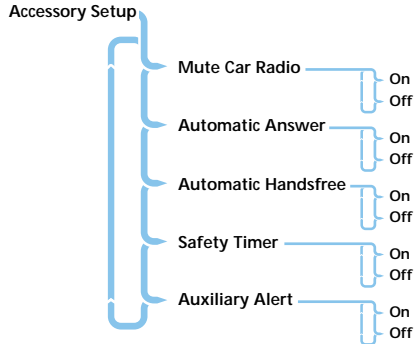 Accessory Setup
Mute Car Radio
On
Off
Automatic Answer
On
Off
Automatic Handsfree
On
Off
Safety Timer
On
Off
Auxiliary Alert
On
Off